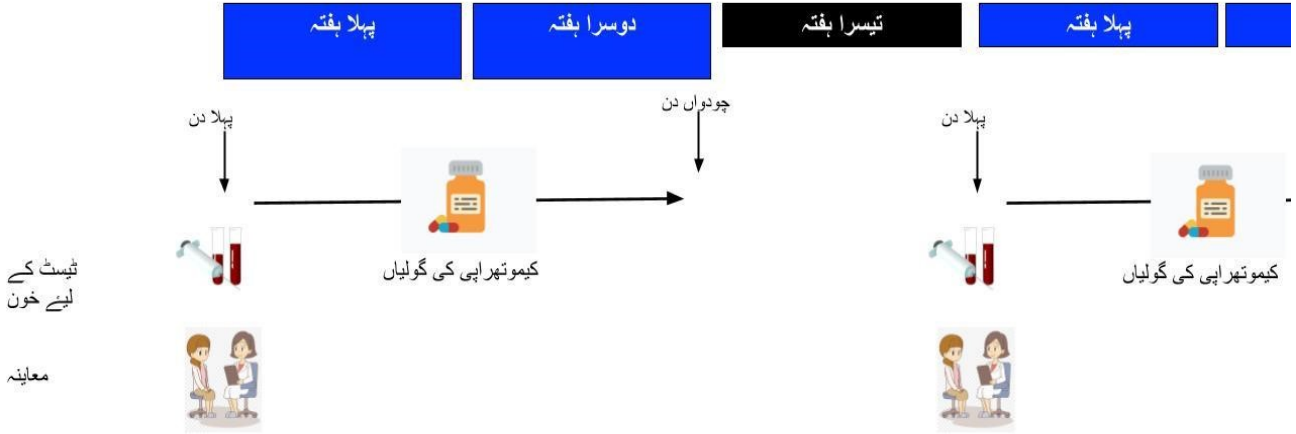 پہلا ہفتہ
دوسرا ہفتہ
تیسرا ہفتہ
پہلا ہفتہ
پہلا دن
چودواں دن
پہلا دن
کیموتھراپی کی گولیاں
کیموتھراپی کی گولیاں
ٹیسٹ کے
لیئے خون
معاینہ